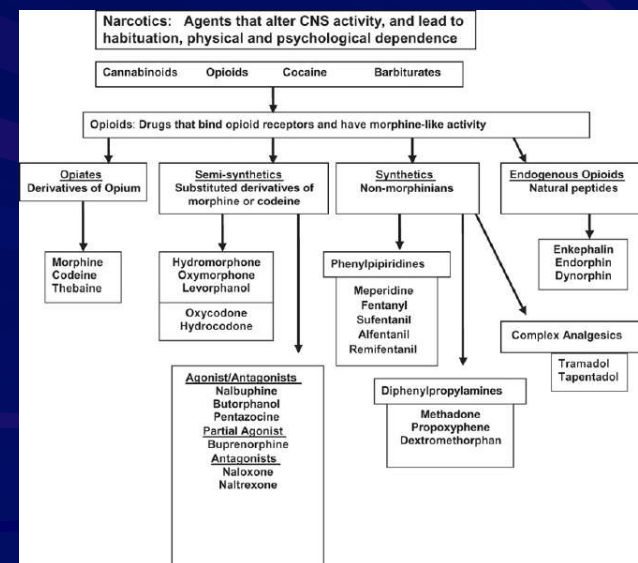 Narcotics: Agents that alter CNS activity, and lead to
habituation, physical and psychological dependence
Cannabinoids Opioids Cocaine Barbiturates
Opioids: Drugs that bind opioid receptors and have morphine-like activity
Opiates
Derivatives of Opium
Semi-synthetics
Substituted derivatives of
morphine or codeine
Synthetics
Non-morphinians
Endogenous Opioids
Natural peptides
Morphine
Codeine
Thebaine
Hydromorphone
Oxymorphone
Levorphanol
Oxycodone
Hydrocodone
Phenylpipiridines
Meperidine
Fentanyl
Sufentanil
Alfentanil
Remifentanil
Enkephalin
Endorphin
Dynorphin
Complex Analgesics
Tramadol
Tapentadol
Agonist/Antagonists
Nalbuphine
Butorphanol
Pentazocine
Partial Agonist
Buprenorphine
Antagonists
Naloxone
Naltrexone
Diphenylpropylamines
Methadone
Propoxyphene
Dextromethorphan